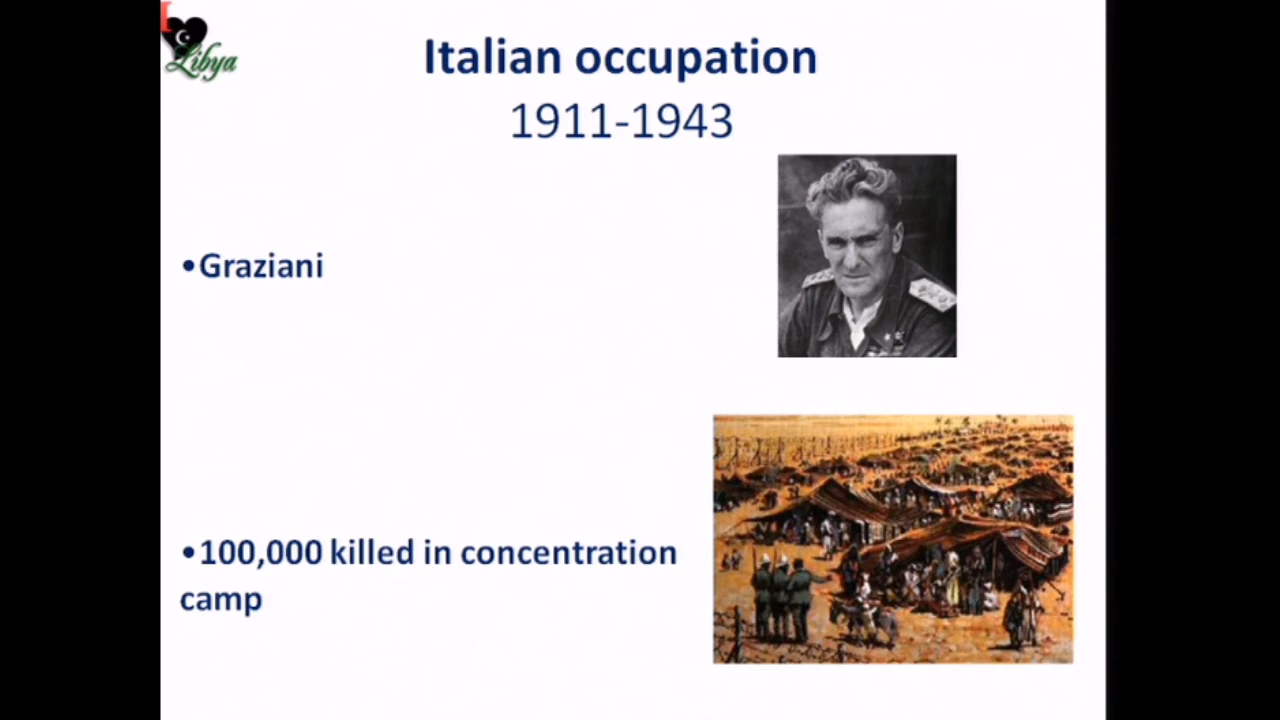 I
Libya
Italian occupation
1911-1943
•Graziani
•100,000 killed in concentration
camp